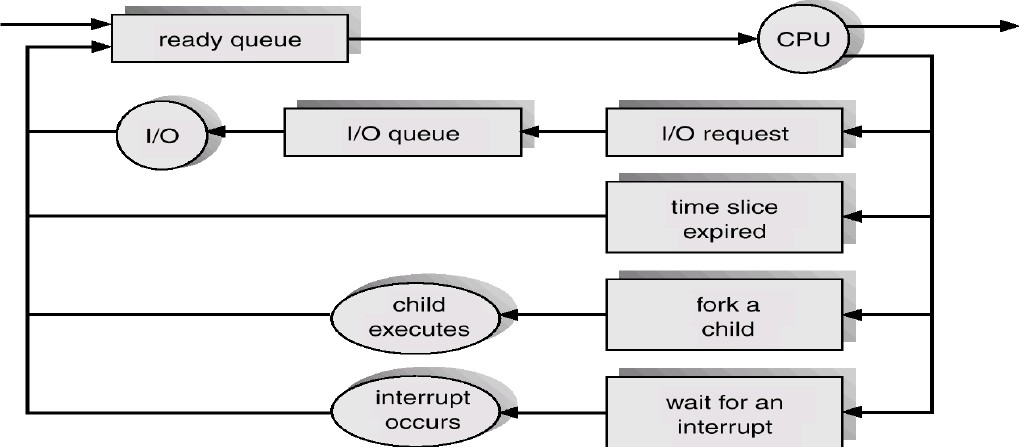 ready queue
CPU
I/O
I/O queue
I/O request
time slice
expired
child
executes
fork a
child
interrupt
occurs
wait for an
interrupt